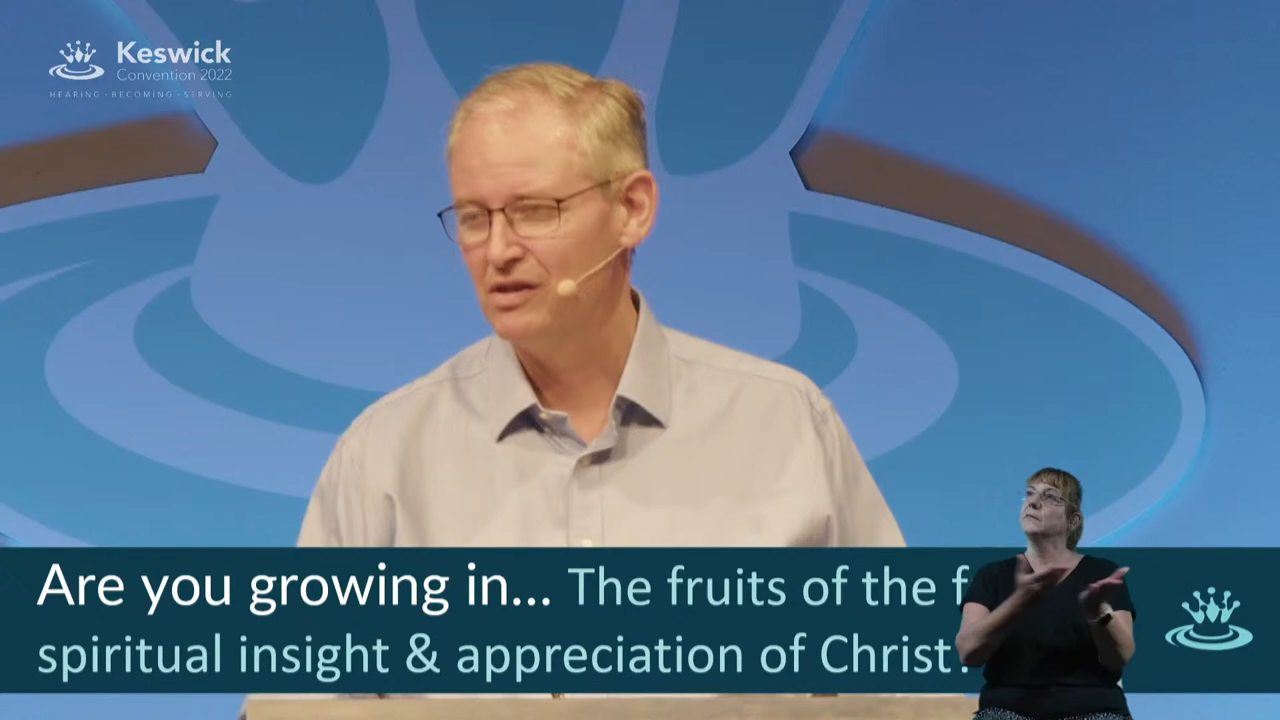 Keswick
Convention 2022
HEARING · BECOMING · SERVING
Are you growing in... The fruits of the
spiritual insight & appreciation of Christ